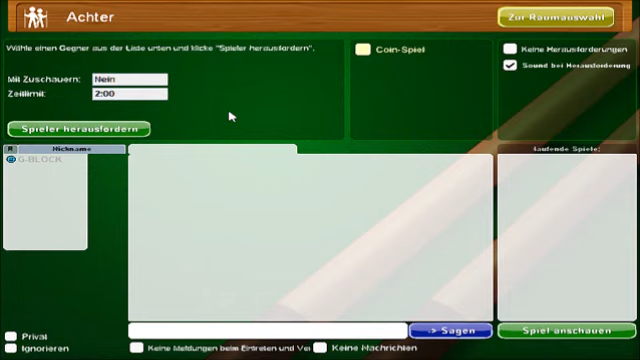 Achter
Zur Raumauswahl
Wähle einen Gegner aus der Liste unten und klicke "Spieler herausfordern".
Coin-Spiel
Keine Herausforderungen
Sound bei Herausforderung
Mit Zuschauern: Nein
Zeitlimit: 2:00
Spieler herausfordern
R Nickname
laufende Spiele:
G-BLOCK
Privat
-> Sagen
Spiel anschauen
Ignorieren
Keine Meldungen beim Eintreten und Ver
Keine Nachrichten